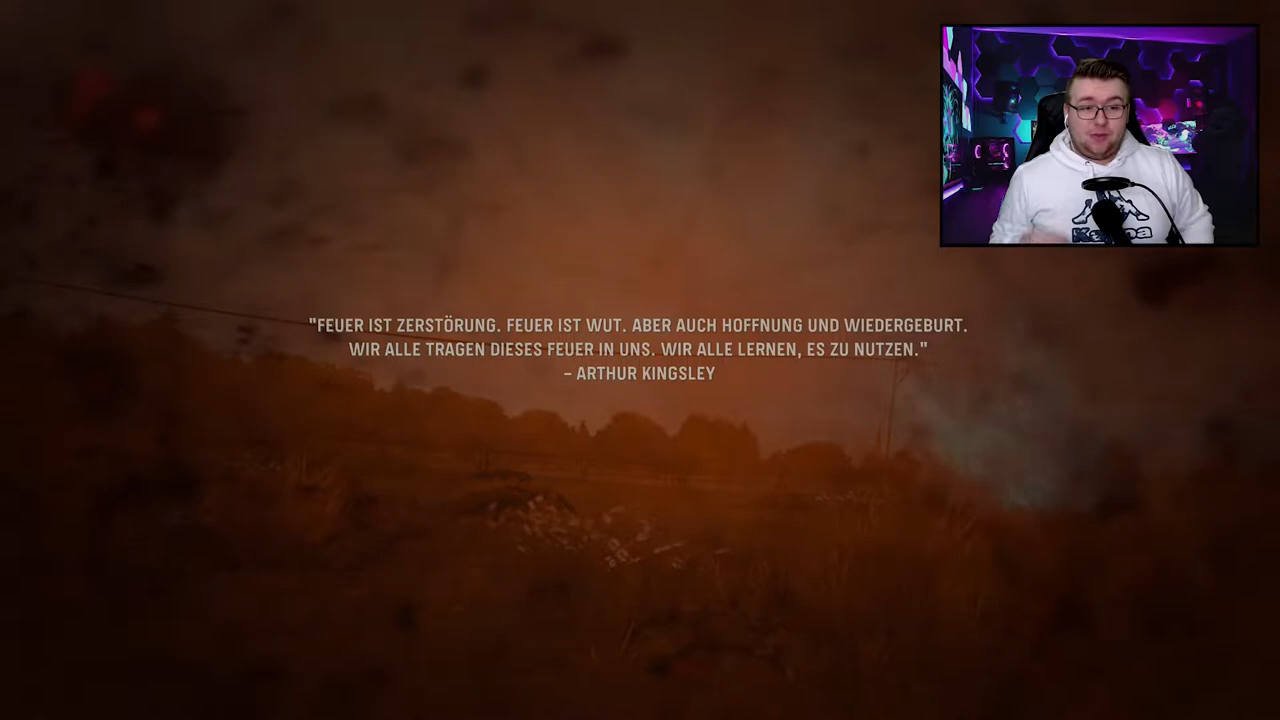 "FEUER IST ZERSTÖRUNG. FEUER IST WUT. ABER AUCH HOFFNUNG UND WIEDERGEBURT.
WIR ALLE TRAGEN DIESES FEUER IN UNS. WIR ALLE LERNEN, ES ZU NUTZEN."
– ARTHUR KINGSLEY